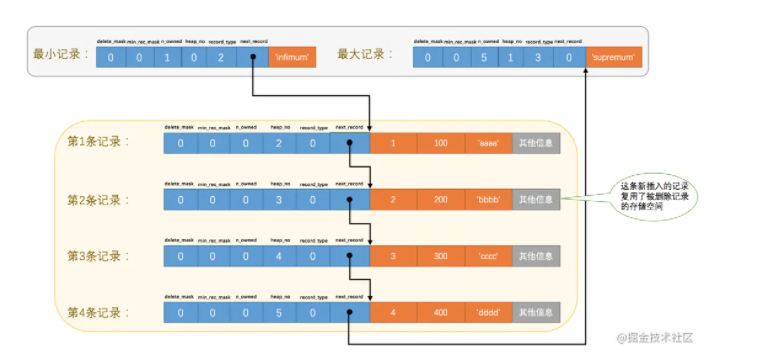 delete_mask min_rec_mask n_owned heap_no record_type next_record
最小记录： 0 0 1 0 2 'infimum'
delete_mask min_rec_mask n_owned heap_no record_type next_record
最大记录： 0 0 5 1 3 0 'supremum'
delete_mask min_rec_mask n_owned heap_no record_type next_record
第1条记录： 0 0 0 2 0 1 100 'aaaa' 其他信息
delete_mask min_rec_mask n_owned heap_no record_type next_record
第2条记录： 0 0 0 3 0 2 200 'bbbb' 其他信息
这条新插入的记录
复用了被删除记录
的存储空间
delete_mask min_rec_mask n_owned heap_no record_type next_record
第3条记录： 0 0 0 4 0 3 300 'cccc' 其他信息
delete_mask min_rec_mask n_owned heap_no record_type next_record
第4条记录： 0 0 0 5 0 4 400 'dddd' 其他信息
@掘金技术社区